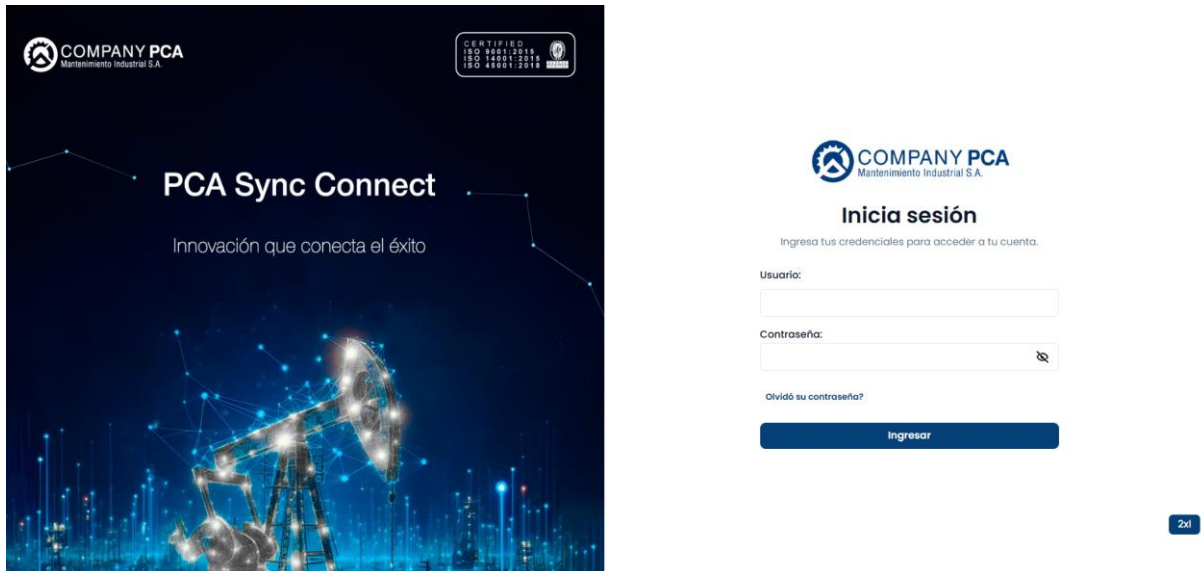 COMPANY PCA
Mantenimiento Industrial S.A.
CERTIFIED
ISO 9001:2015
ISO 14001:2015
ISO 45001:2018
PCA Sync Connect
Innovación que conecta el éxito
COMPANY PCA
Mantenimiento Industrial S.A.
Inicia sesión
Ingresa tus credenciales para acceder a tu cuenta.
Usuario:
Contraseña:
Olvidó su contraseña?
Ingresar
2xl